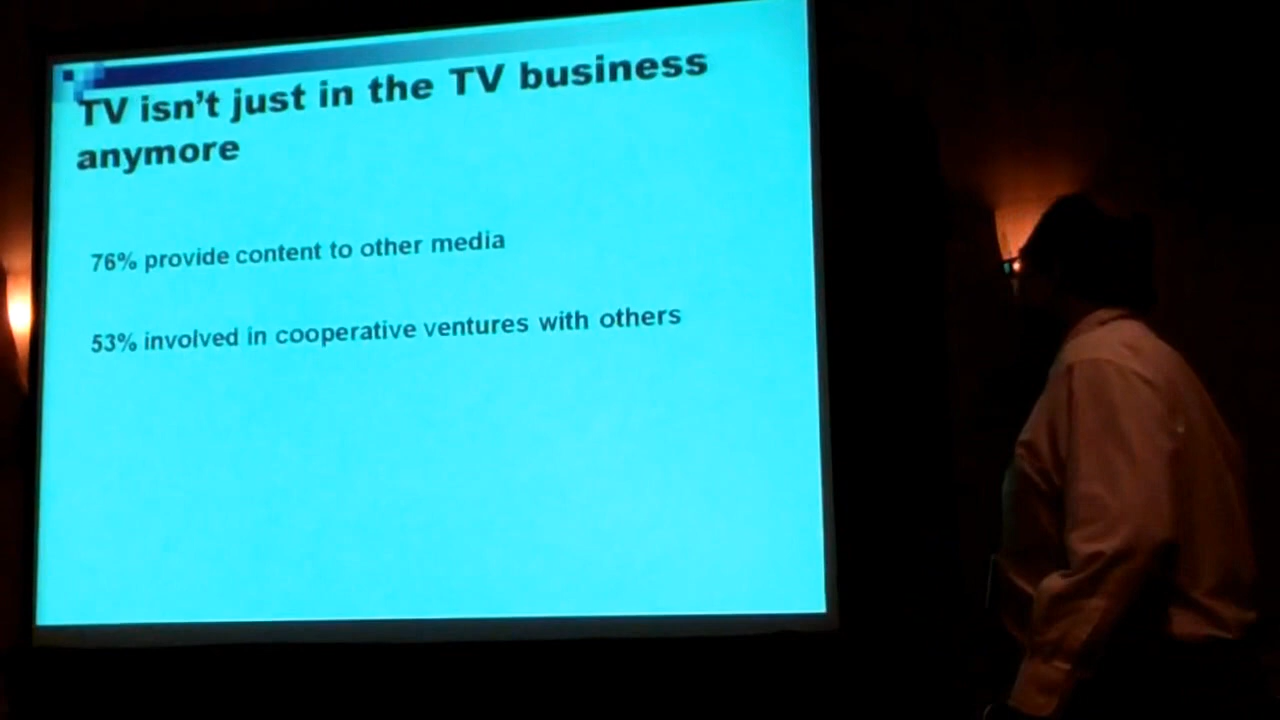 TV isn't just in the TV business
anymore
76% provide content to other media
53% involved in cooperative ventures with others